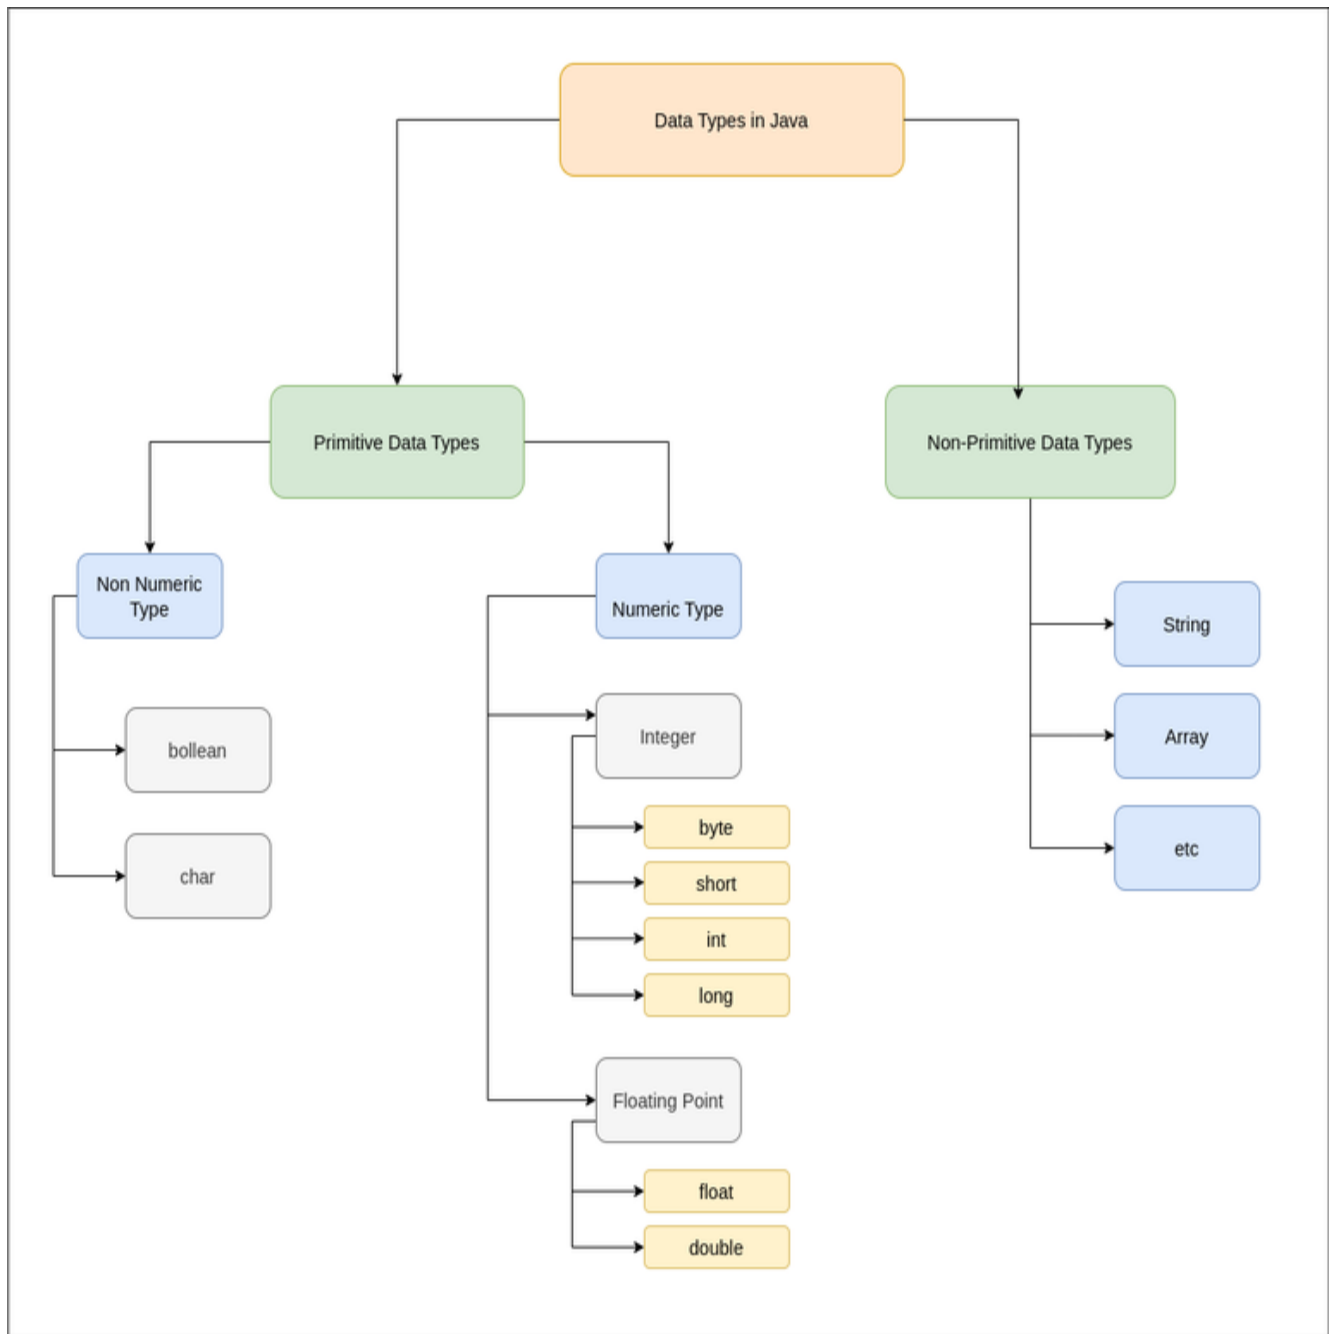 Data Types in Java
Primitive Data Types
Non-Primitive Data Types
Non Numeric
Type
Numeric Type
String
bollean
Integer
Array
byte
etc
char
short
int
long
Floating Point
float
double